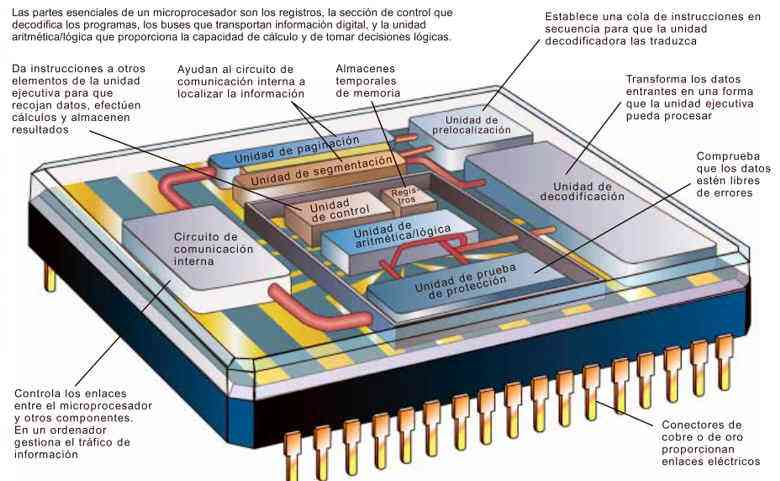 Las partes esenciales de un microprocesador son los registros, la sección de control que
decodifica los programas, los buses que transportan información digital, y la unidad
aritmética/lógica que proporciona la capacidad de cálculo y de tomar decisiones lógicas.
Establece una cola de instrucciones en
secuencia para que la unidad
decodificadora las traduzca
Da instrucciones a otros
elementos de la unidad
ejecutiva para que
recojan datos, efectúen
cálculos y almacenen
resultados
Ayudan al circuito de
comunicación interna a
localizar la información
Almacenes
temporales
de memoria
Transforma los datos
entrantes en una forma
que la unidad ejecutiva
pueda procesar
Comprueba
que los datos
estén libres
de errores
Unidad de paginación
Unidad de segmentación
Unidad de
prelocalización
Unidad de
decodificación
Unidad
de control
Regis-
tros
Unidad de
aritmética/lógica
Circuito de
comunicación
interna
Unidad de prueba
de protección
Controla los enlaces
entre el microprocesador
y otros componentes.
En un ordenador
gestiona el tráfico de
información
Conectores de
cobre o de oro
proporcionan
enlaces eléctricos